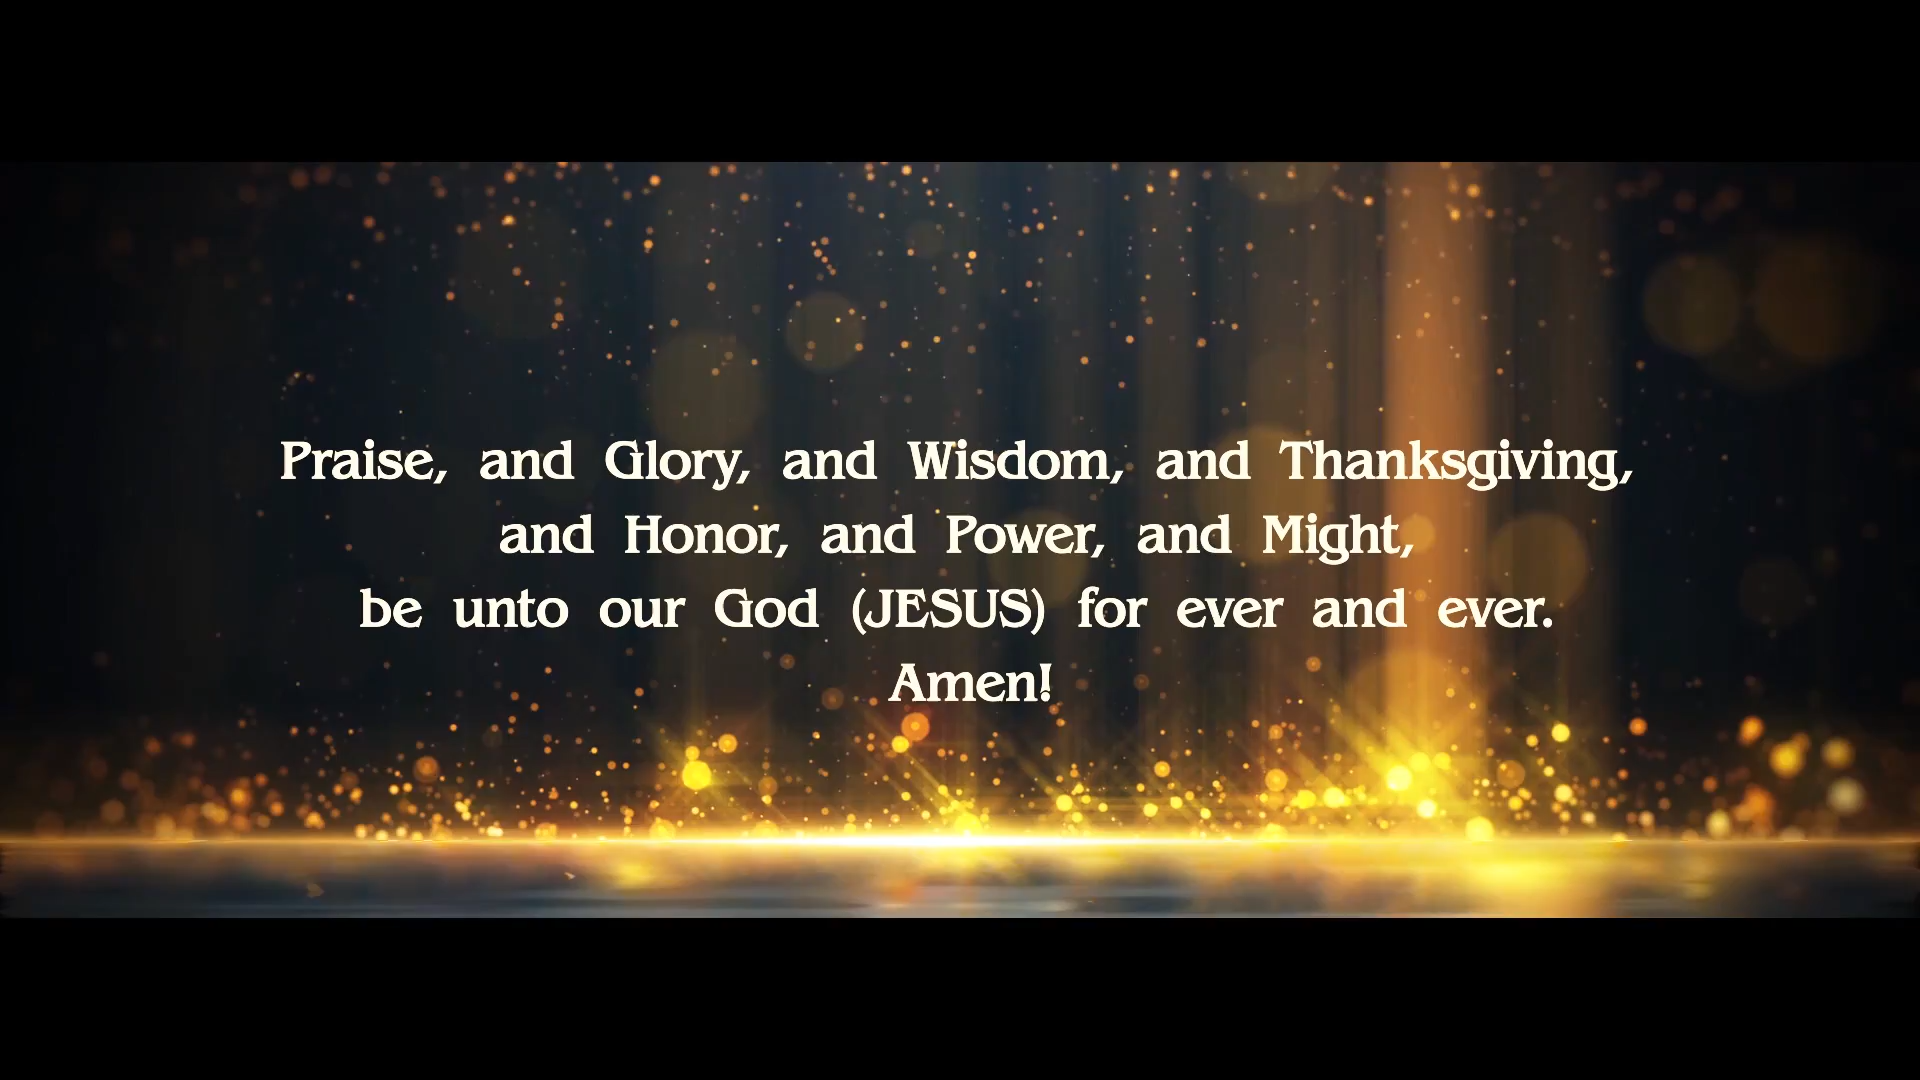 Praise, and Glory, and Wisdom, and Thanksgiving,
and Honor, and Power, and Might,
be unto our God (JESUS) for ever and ever.
Amen!